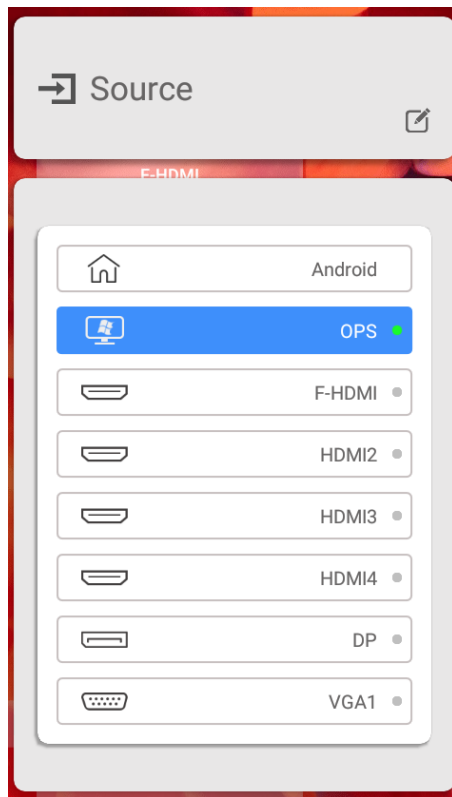 Source
F-HDMI
Android
OPS
F-HDMI
HDMI2
HDMI3
HDMI4
DP
VGA1